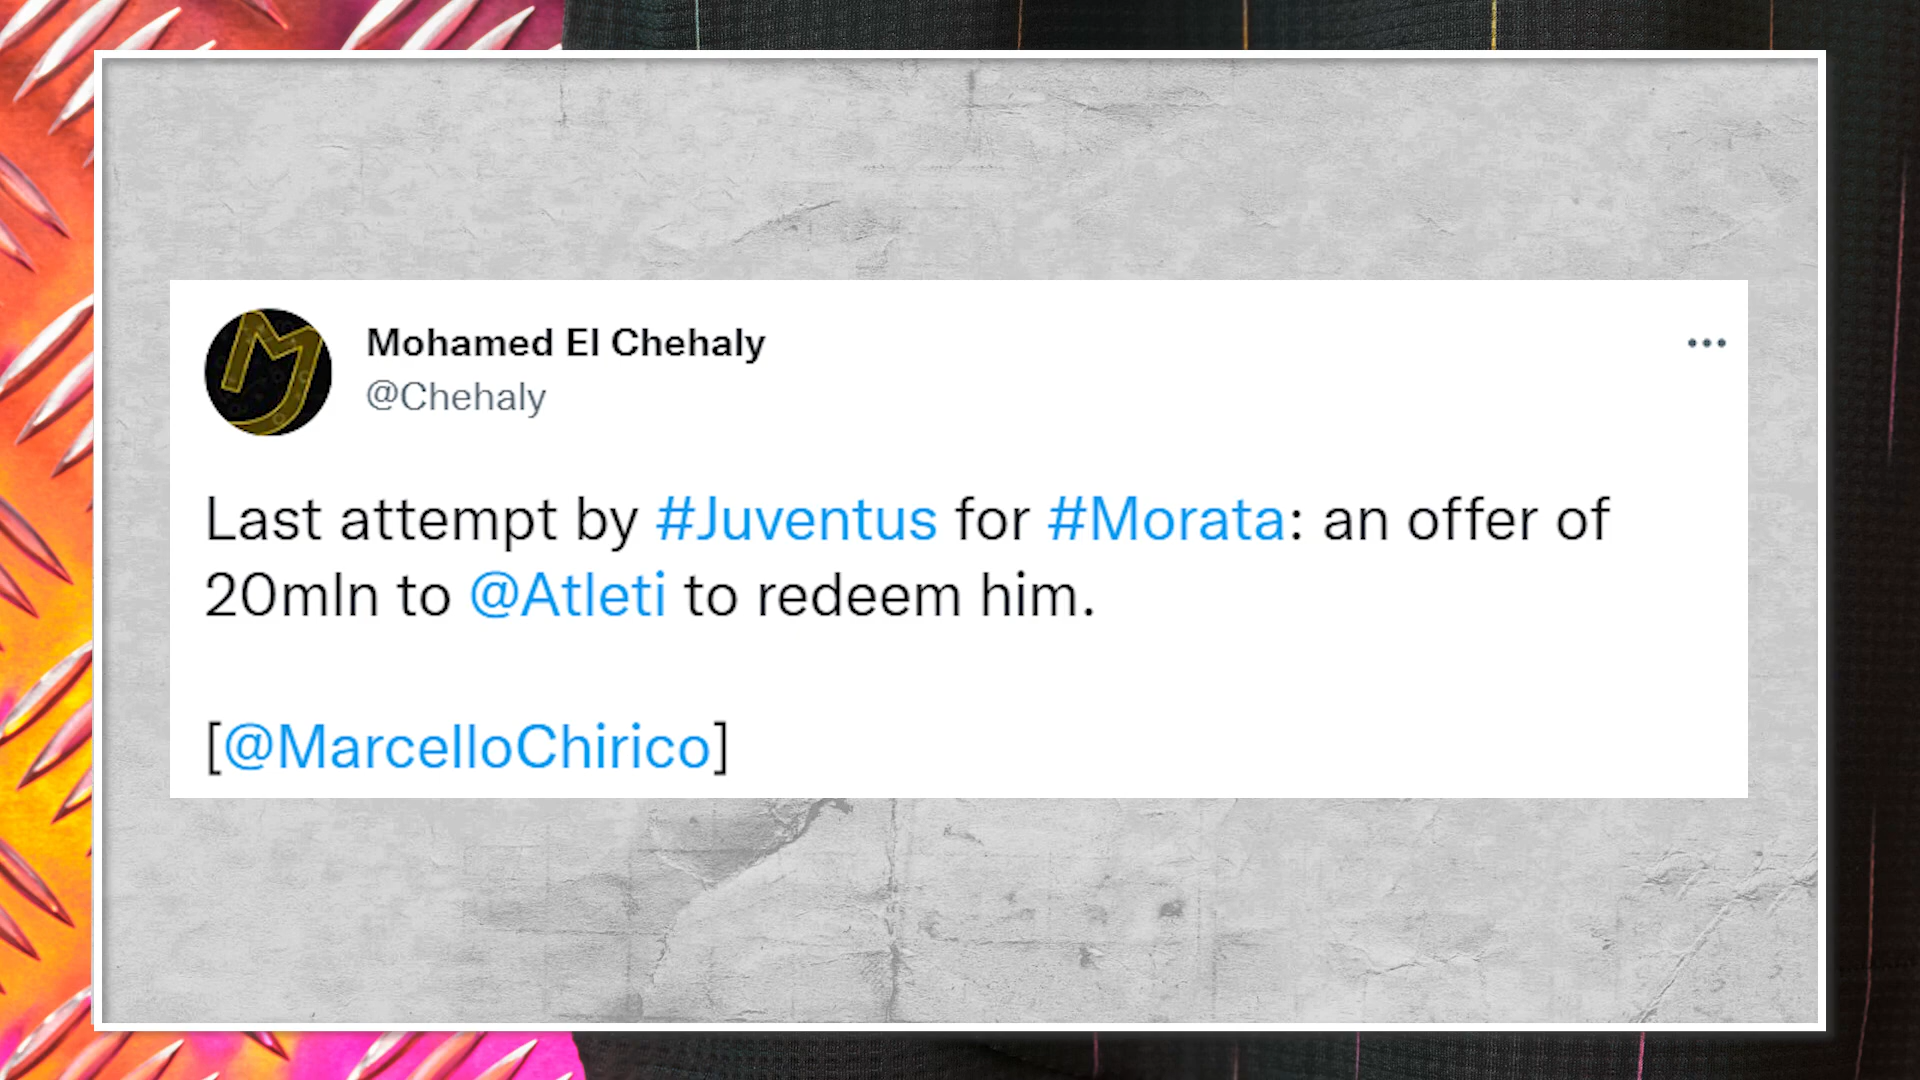 Mohamed El Chehaly
@Chehaly
Last attempt by #Juventus for #Morata: an offer of
20mln to @Atleti to redeem him.
[@MarcelloChirico]